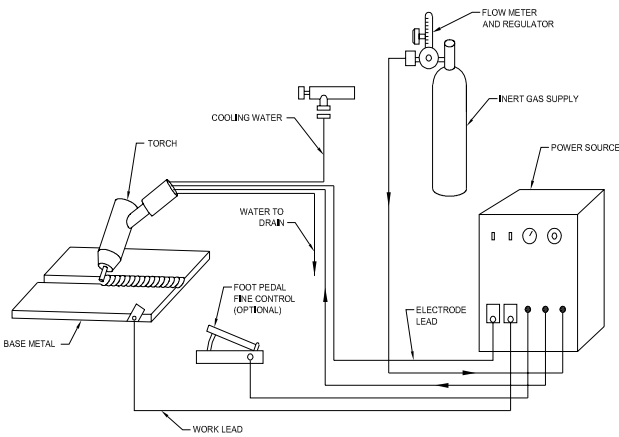 FLOW METER
AND REGULATOR
INERT GAS SUPPLY
COOLING WATER
TORCH
POWER SOURCE
WATER TO
DRAIN
FOOT PEDAL
FINE CONTROL
(OPTIONAL)
ELECTRODE
LEAD
BASE METAL
WORK LEAD